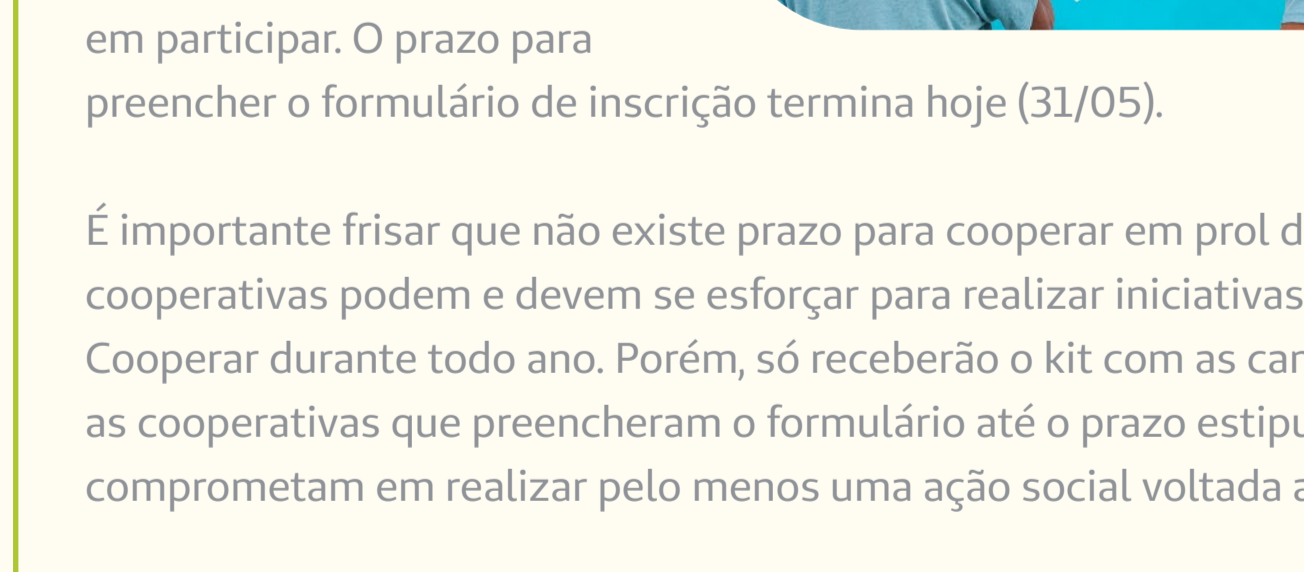 em participar. O prazo para
preencher o formulário de inscrição termina hoje (31/05).
É importante frisar que não existe prazo para cooperar em prol
cooperativas podem e devem se esforçar para realizar iniciativas
Cooperar durante todo ano. Porém, só receberão o kit com as
as cooperativas que preencheram o formulário até o prazo
comprometam em realizar pelo menos uma ação social voltada